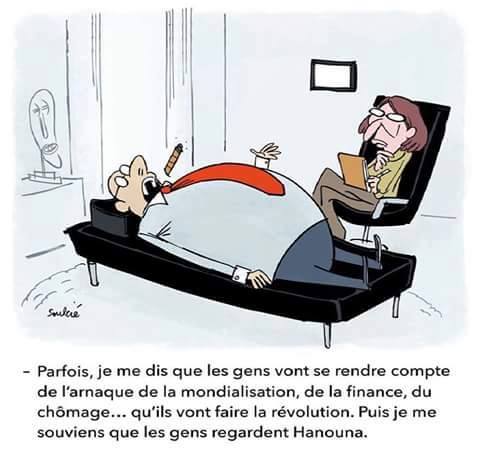 Soulcié
– Parfois, je me dis que les gens vont se rendre compte
de l'arnaque de la mondialisation, de la finance, du
chômage... qu'ils vont faire la révolution. Puis je me
souviens que les gens regardent Hanouna.